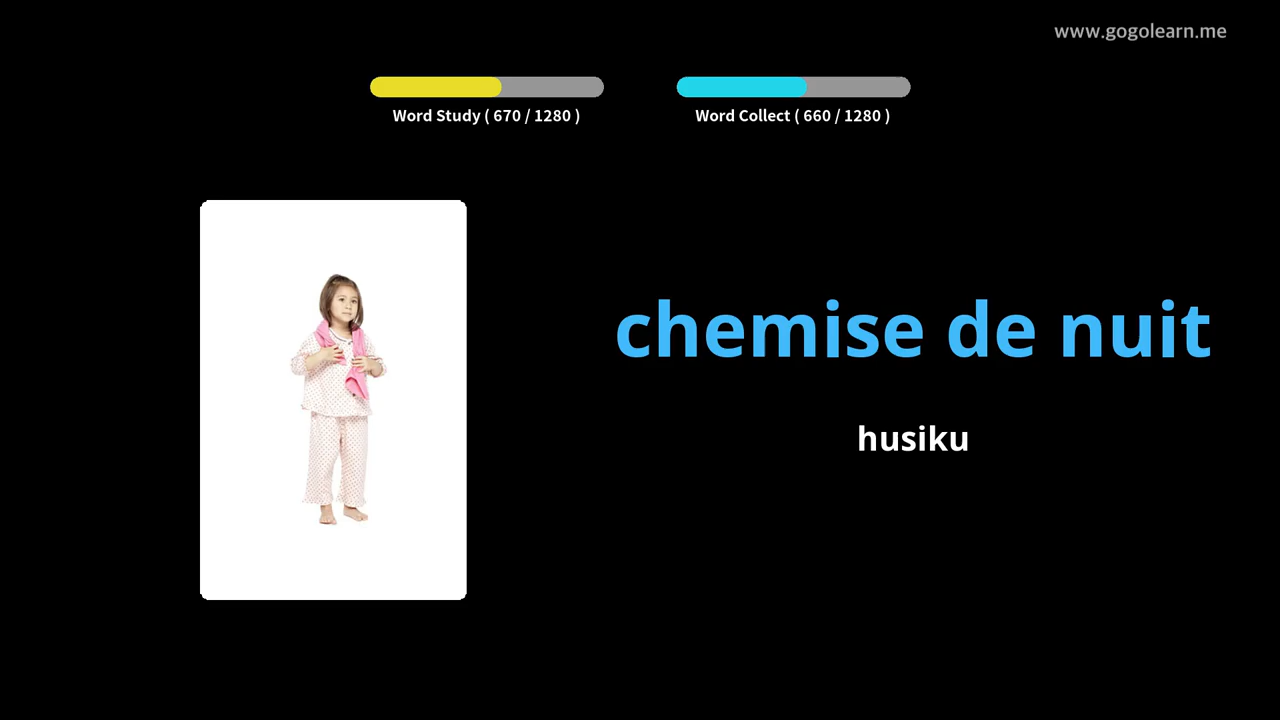 www.gogolearn.me
Word Study ( 670 / 1280 )
Word Collect ( 660 / 1280 )
chemise de nuit
husiku